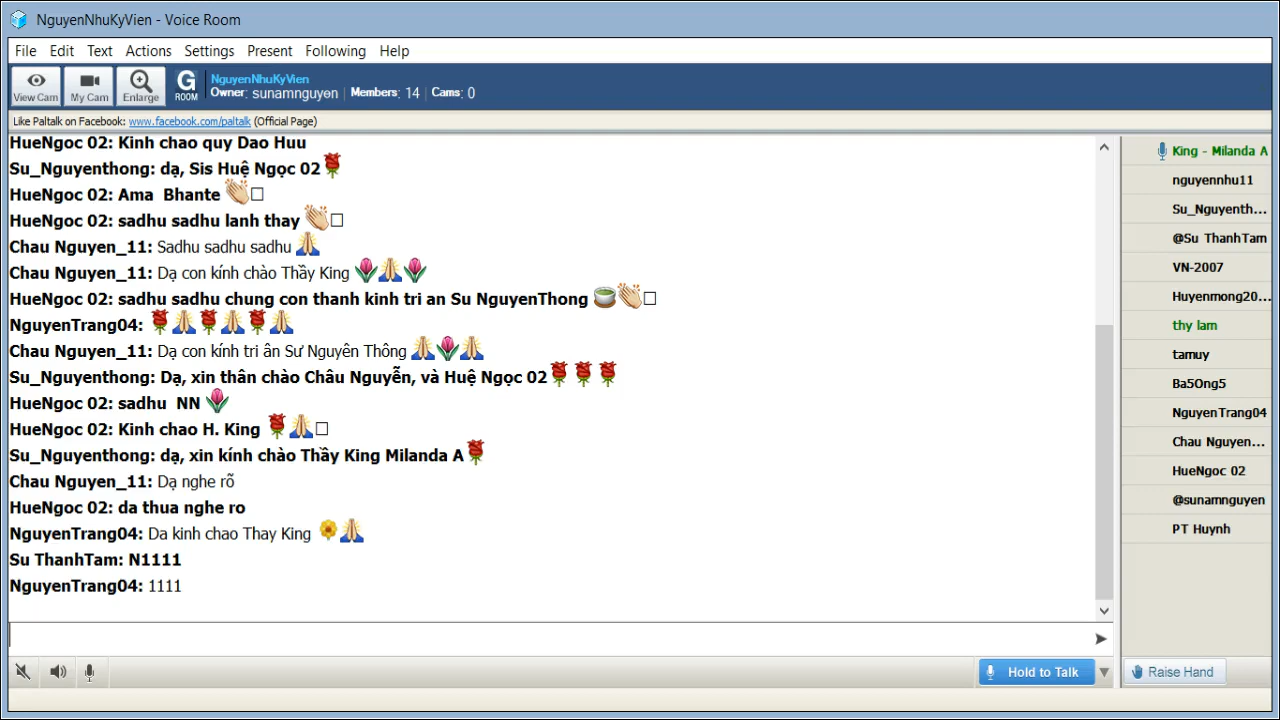 NguyenNhuKyVien - Voice Room
File Edit Text Actions Settings Present Following Help
View Cam My Cam Enlarge G ROOM NguyenNhuKyVien
Owner: sunamnguyen | Members: 14 | Cams: 0
Like Paltalk on Facebook: www.facebook.com/paltalk (Official Page)
HueNgoc 02: Kinh chao quy Dao Huu
Su_Nguyenthong: dạ, Sis Huệ Ngọc 02🌹
HueNgoc 02: Ama Bhante 👏□
HueNgoc 02: sadhu sadhu lanh thay 👏□
Chau Nguyen_11: Sadhu sadhu sadhu 🙏
Chau Nguyen_11: Dạ con kính chào Thầy King 🌷🙏🌷
HueNgoc 02: sadhu sadhu chung con thanh kinh tri an Su NguyenThong 🍵👏□
NguyenTrang04: 🌹🙏🌹🙏🌹🙏
Chau Nguyen_11: Dạ con kính tri ân Sư Nguyên Thông 🙏🌷🙏
Su_Nguyenthong: Dạ, xin thân chào Châu Nguyễn, và Huệ Ngọc 02🌹🌹🌹
HueNgoc 02: sadhu NN 🌷
HueNgoc 02: Kinh chao H. King 🌹🙏□
Su_Nguyenthong: dạ, xin kính chào Thầy King Milanda A🌹
Chau Nguyen_11: Dạ nghe rõ
HueNgoc 02: da thua nghe ro
NguyenTrang04: Da kinh chao Thay King 🌼🙏
Su ThanhTam: N1111
NguyenTrang04: 1111
King - Milanda A
nguyennhu11
Su_Nguyenth...
@Su ThanhTam
VN-2007
Huyenmong20...
thy lam
tamuy
Ba5Ong5
NguyenTrang04
Chau Nguyen...
HueNgoc 02
@sunamnguyen
PT Huynh
Hold to Talk
Raise Hand